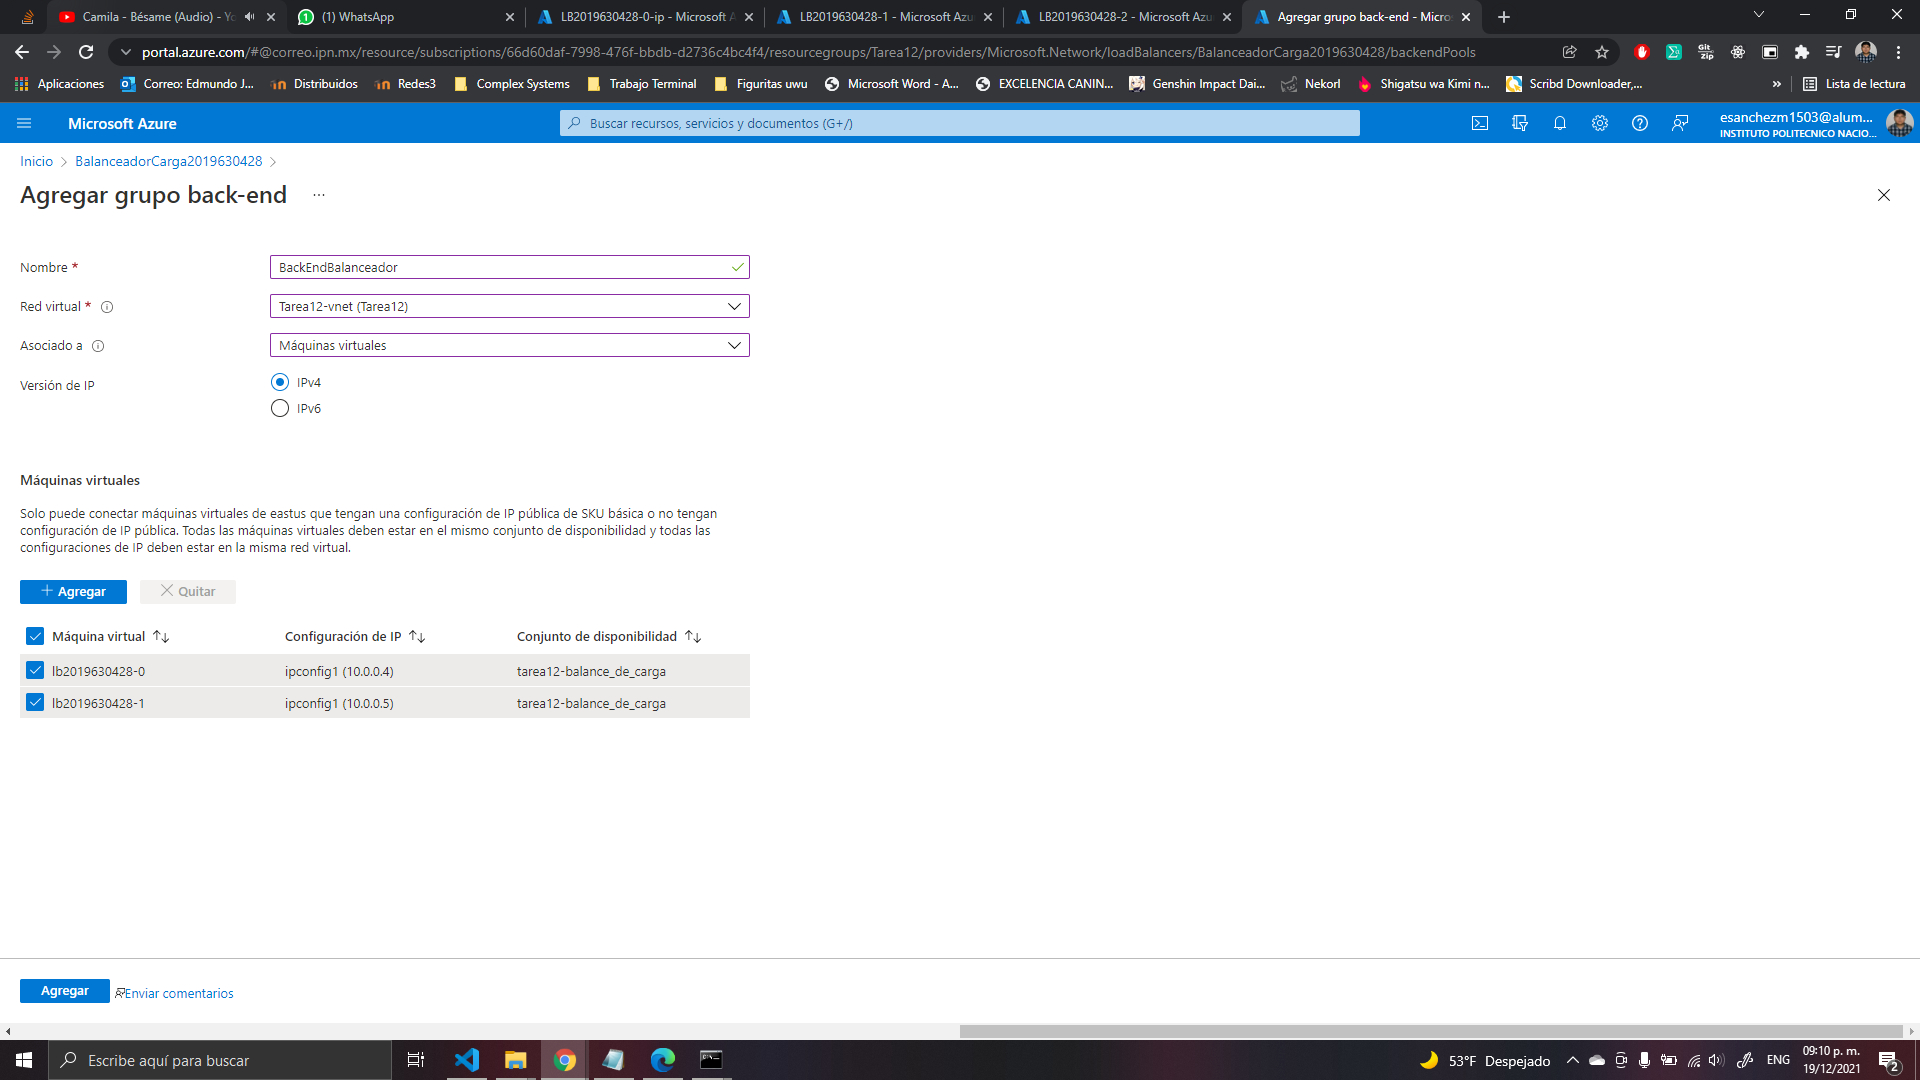 Camila - Bésame (Audio) - Yo
(1) WhatsApp
LB2019630428-0-ip - Microsoft A
LB2019630428-1 - Microsoft Azu
LB2019630428-2 - Microsoft Azu
Agregar grupo back-end - Micro
portal.azure.com/#@correo.ipn.mx/resource/subscriptions/66d60daf-7998-476f-bbdb-d2736c4bc4f4/resourcegroups/Tarea12/providers/Microsoft.Network/loadBalancers/BalanceadorCarga2019630428/backendPools
Git zip
Aplicaciones
Correo: Edmundo J...
Distribuidos
Redes3
Complex Systems
Trabajo Terminal
Figuritas uwu
Microsoft Word - A...
EXCELENCIA CANIN...
Genshin Impact Dai...
Nekorl
Shigatsu wa Kimi n...
Scribd Downloader,...
»
Lista de lectura
Microsoft Azure
Buscar recursos, servicios y documentos (G+/)
esanchezm1503@alum...
INSTITUTO POLITECNICO NACIO...
Inicio > BalanceadorCarga2019630428 >
Agregar grupo back-end ...
Nombre *
BackEndBalanceador
Red virtual *
Tarea12-vnet (Tarea12)
Asociado a
Máquinas virtuales
Versión de IP
IPv4
IPv6
Máquinas virtuales
Solo puede conectar máquinas virtuales de eastus que tengan una configuración de IP pública de SKU básica o no tengan
configuración de IP pública. Todas las máquinas virtuales deben estar en el mismo conjunto de disponibilidad y todas las
configuraciones de IP deben estar en la misma red virtual.
Agregar
Quitar
Máquina virtual Configuración de IP Conjunto de disponibilidad
lb2019630428-0 ipconfig1 (10.0.0.4) tarea12-balance_de_carga
lb2019630428-1 ipconfig1 (10.0.0.5) tarea12-balance_de_carga
Agregar
Enviar comentarios
Escribe aquí para buscar
53°F Despejado
ENG
09:10 p. m.
19/12/2021
2